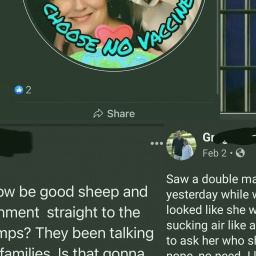 CHOOSE NO VACCINE
2
Share
Gr
Feb 2 •
ow be good sheep and
nment straight to the
mps? They been talking
families. Is that gonna
Saw a double ma
yesterday while w
looked like she w
sucking air like a
to ask her who sl